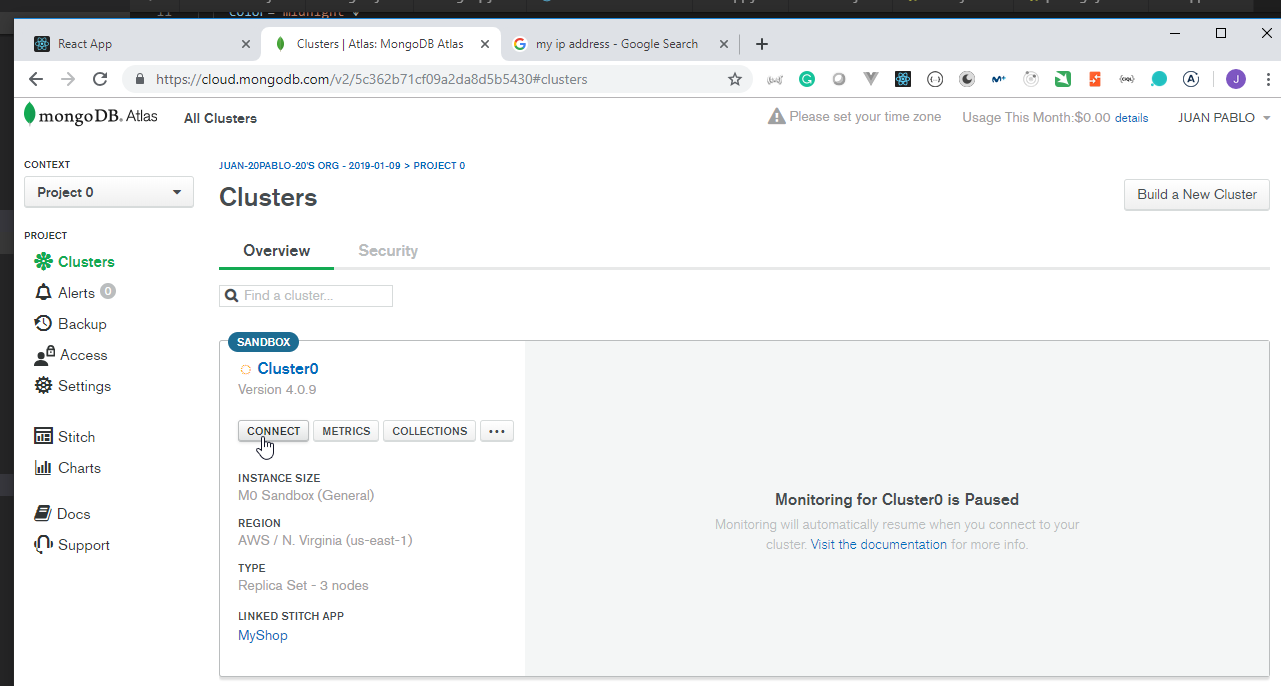 color= midnight
React App
Clusters | Atlas: MongoDB Atlas
my ip address - Google Search
https://cloud.mongodb.com/v2/5c362b71cf09a2da8d5b5430#clusters
J
mongoDB. Atlas
All Clusters
Please set your time zone
Usage This Month:$0.00 details
JUAN PABLO
CONTEXT
Project 0
JUAN-20PABLO-20'S ORG - 2019-01-09 > PROJECT 0
Clusters
Build a New Cluster
PROJECT
Clusters
Alerts 0
Backup
Access
Settings
Stitch
Charts
Docs
Support
Overview
Security
Find a cluster...
SANDBOX
Cluster0
Version 4.0.9
CONNECT
METRICS
COLLECTIONS
...
INSTANCE SIZE
M0 Sandbox (General)
REGION
AWS / N. Virginia (us-east-1)
TYPE
Replica Set - 3 nodes
LINKED STITCH APP
MyShop
Monitoring for Cluster0 is Paused
Monitoring will automatically resume when you connect to your
cluster. Visit the documentation for more info.